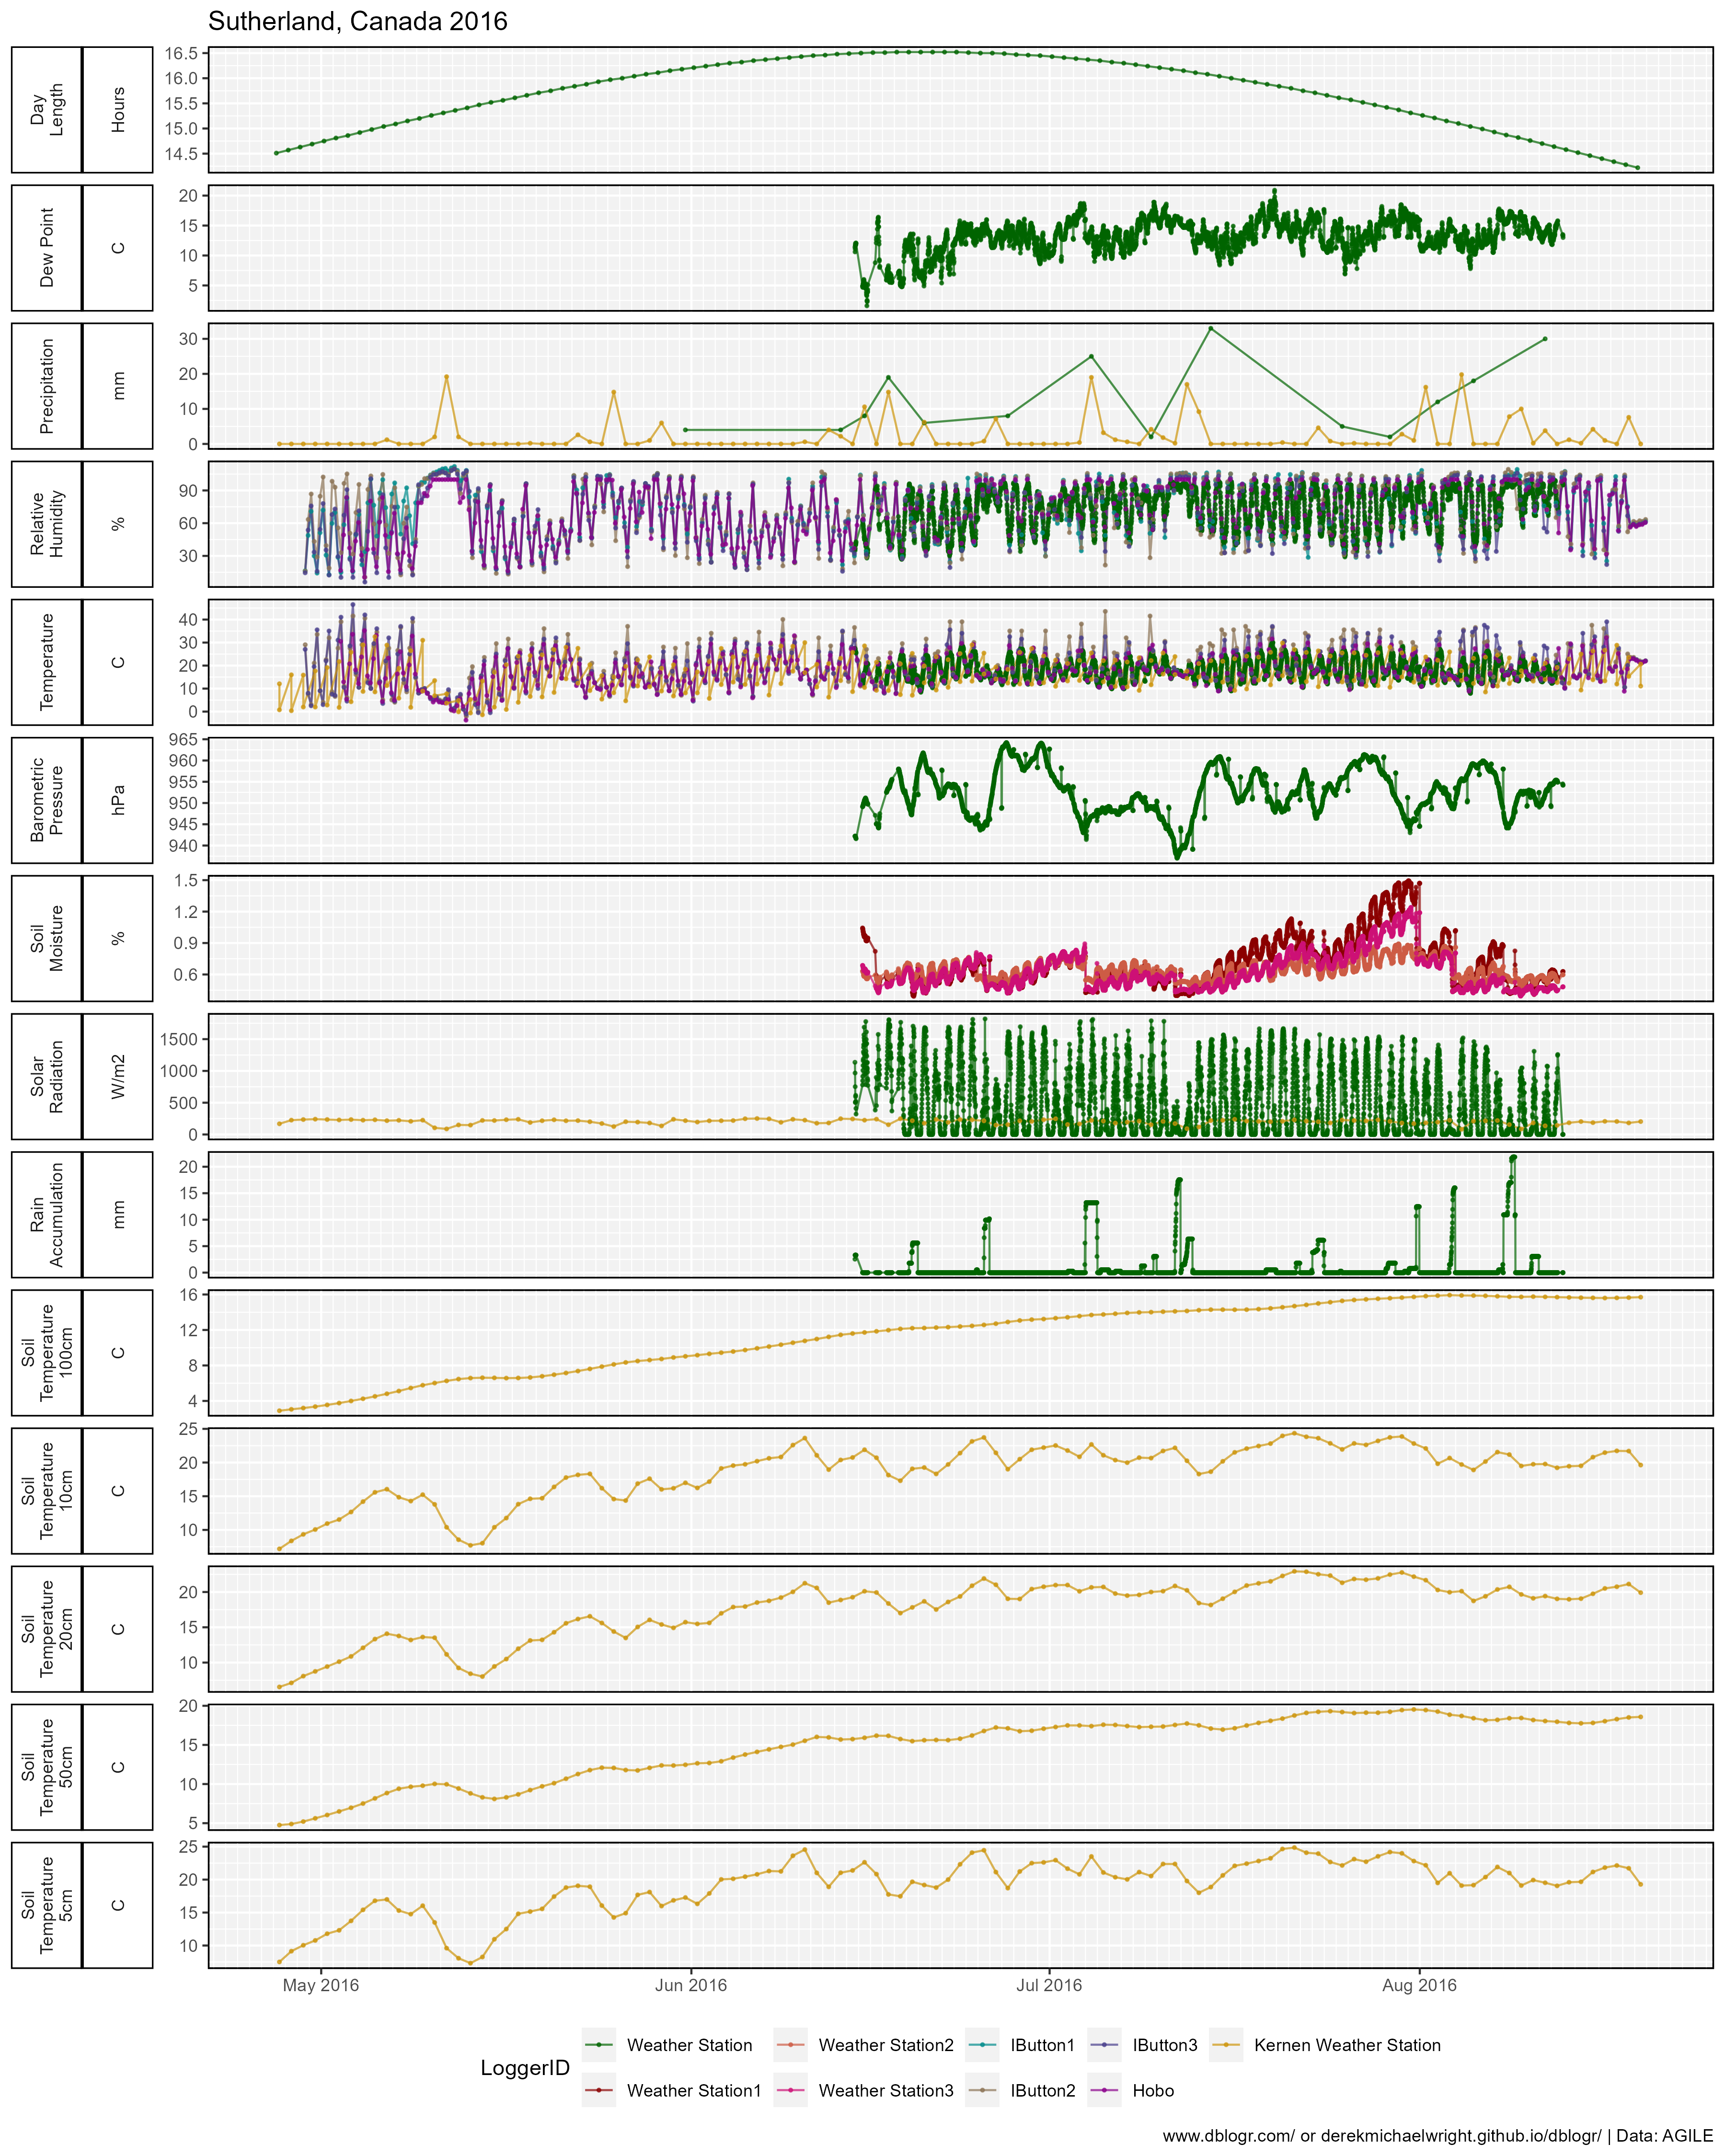 Sutherland, Canada 2016
Day
Length
Hours
16.5
16.0
15.5
15.0
14.5
Dew Point
C
20
15
10
5
Precipitation
mm
30
20
10
0
Relative
Humidity
%
90
60
30
Temperature
C
40
30
20
10
0
Barometric
Pressure
hPa
965
960
955
950
945
940
Soil
Moisture
%
1.5
1.2
0.9
0.6
Solar
Radiation
W/m2
1500
1000
500
0
Rain
Accumulation
mm
20
15
10
5
0
Soil
Temperature
100cm
C
16
12
8
4
Soil
Temperature
10cm
C
25
20
15
10
Soil
Temperature
20cm
C
20
15
10
Soil
Temperature
50cm
C
20
15
10
5
Soil
Temperature
5cm
C
25
20
15
10
May 2016 Jun 2016 Jul 2016 Aug 2016
LoggerID
Weather Station Weather Station2 IButton1 IButton3 Kernen Weather Station
Weather Station1 Weather Station3 IButton2 Hobo
www.dblogr.com/ or derekmichaelwright.github.io/dblogr/ | Data: AGILE